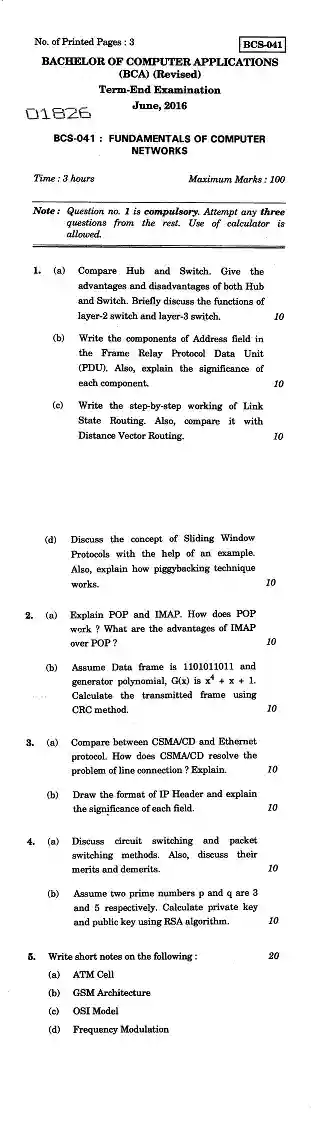 No. of Printed Pages : 3
BCS-041
BACHELOR OF COMPUTER APPLICATIONS
(BCA) (Revised)
Term-End Examination
01826
June, 2016
BCS-041 : FUNDAMENTALS OF COMPUTER
NETWORKS
Time : 3 hours
Maximum Marks : 100
Note : Question no. 1 is compulsory. Attempt any three
questions from the rest. Use of calculator is
allowed.
1. (a) Compare Hub and Switch. Give the
advantages and disadvantages of both Hub
and Switch. Briefly discuss the functions of
layer-2 switch and layer-3 switch. 10
(b) Write the components of Address field in
the Frame Relay Protocol Data Unit
(PDU). Also, explain the significance of
each component. 10
(c) Write the step-by-step working of Link
State Routing. Also, compare it with
Distance Vector Routing. 10
(d) Discuss the concept of Sliding Window
Protocols with the help of an example.
Also, explain how piggybacking technique
works. 10
2. (a) Explain POP and IMAP. How does POP
work ? What are the advantages of IMAP
over POP ? 10
(b) Assume Data frame is 1101011011 and
generator polynomial, G(x) is x⁴ + x + 1.
Calculate the transmitted frame using
CRC method. 10
3. (a) Compare between CSMA/CD and Ethernet
protocol. How does CSMA/CD resolve the
problem of line connection ? Explain. 10
(b) Draw the format of IP Header and explain
the significance of each field. 10
4. (a) Discuss circuit switching and packet
switching methods. Also, discuss their
merits and demerits. 10
(b) Assume two prime numbers p and q are 3
and 5 respectively. Calculate private key
and public key using RSA algorithm. 10
5. Write short notes on the following : 20
(a) ATM Cell
(b) GSM Architecture
(c) OSI Model
(d) Frequency Modulation